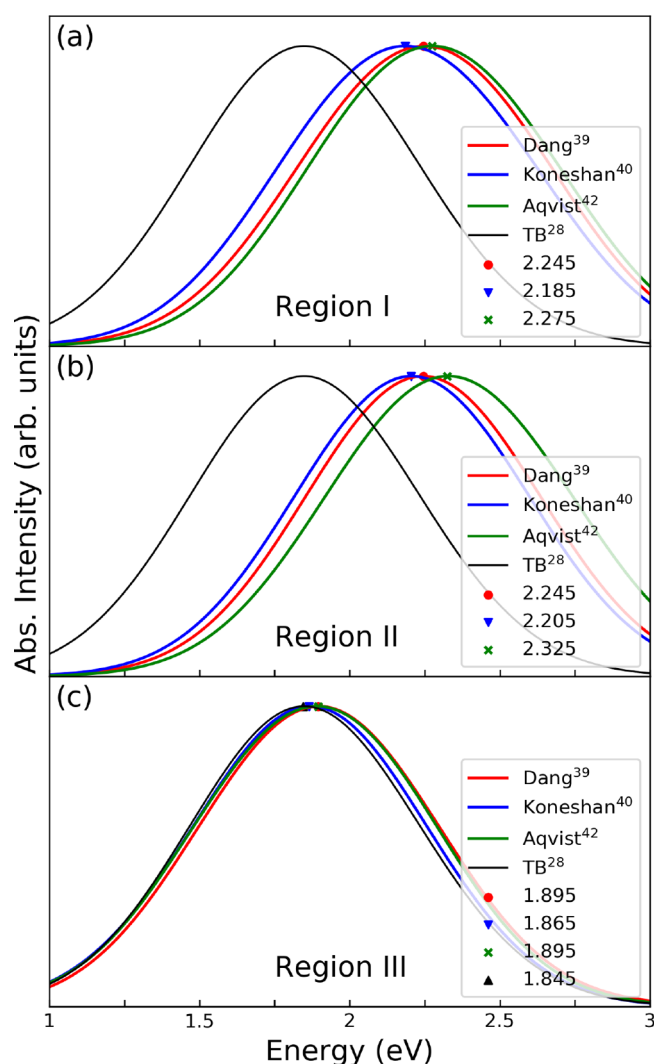 (a)
Dang³⁹
Koneshan⁴⁰
Aqvist⁴²
TB²⁸
2.245
2.185
2.275
Region I
(b)
Dang³⁹
Koneshan⁴⁰
Aqvist⁴²
TB²⁸
2.245
2.205
2.325
Region II
(c)
Dang³⁹
Koneshan⁴⁰
Aqvist⁴²
TB²⁸
1.895
1.865
1.895
1.845
Region III
Abs. Intensity (arb. units)
1 1.5 2 2.5 3
Energy (eV)